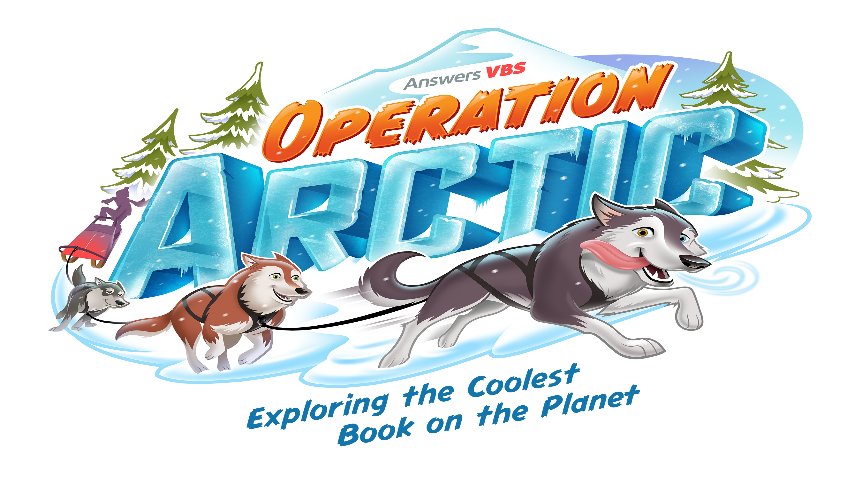 Answers VBS
OPERATION
ARCTIC
Exploring the Coolest
Book on the Planet